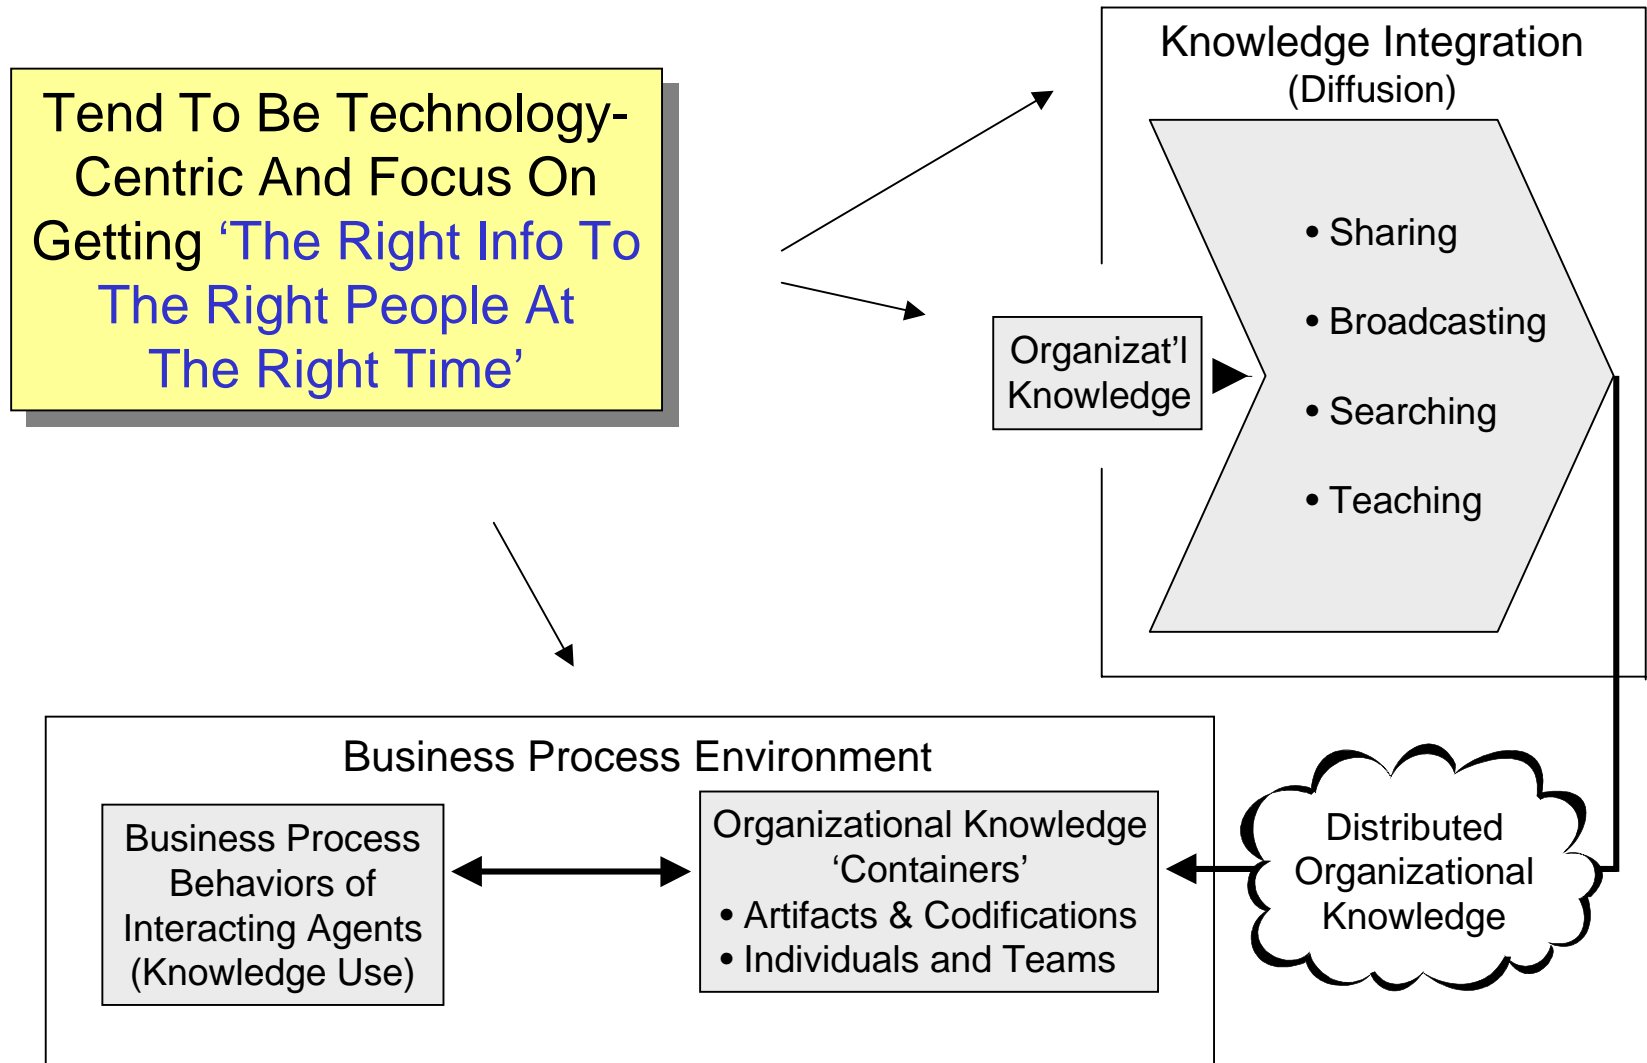 Tend To Be Technology-
Centric And Focus On
Getting ‘The Right Info To
The Right People At
The Right Time’
Knowledge Integration
(Diffusion)
Organizat’l
Knowledge
• Sharing
• Broadcasting
• Searching
• Teaching
Business Process Environment
Business Process
Behaviors of
Interacting Agents
(Knowledge Use)
Organizational Knowledge
‘Containers’
• Artifacts & Codifications
• Individuals and Teams
Distributed
Organizational
Knowledge